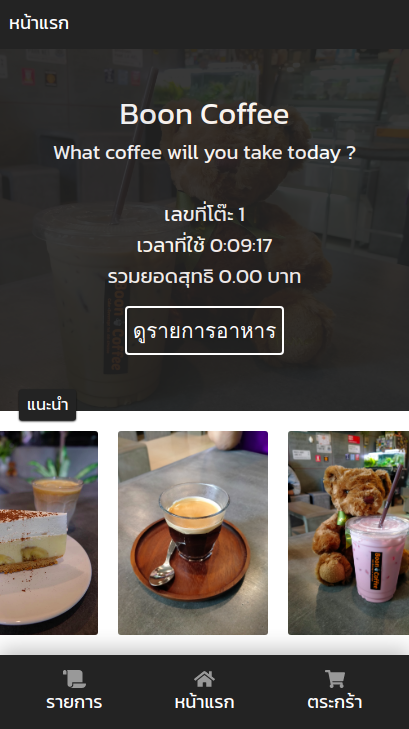 หน้าแรก
Boon Coffee
What coffee will you take today ?
เลขที่โต๊ะ 1
เวลาที่ใช้ 0:09:17
รวมยอดสุทธิ 0.00 บาท
ดูรายการอาหาร
แนะนำ
Boon Coffee
รายการ
หน้าแรก
ตระกร้า